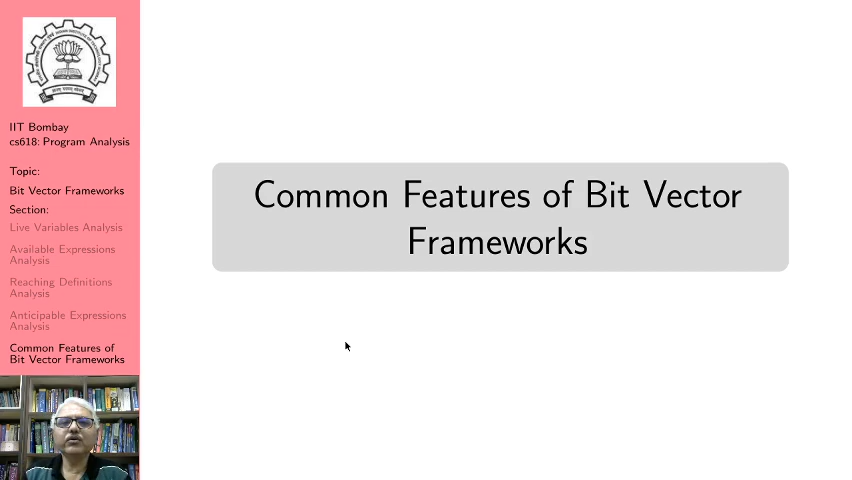 IIT Bombay
cs618: Program Analysis
Topic:
Bit Vector Frameworks
Section:
Live Variables Analysis
Available Expressions
Analysis
Reaching Definitions
Analysis
Anticipable Expressions
Analysis
Common Features of
Bit Vector Frameworks
Common Features of Bit Vector
Frameworks